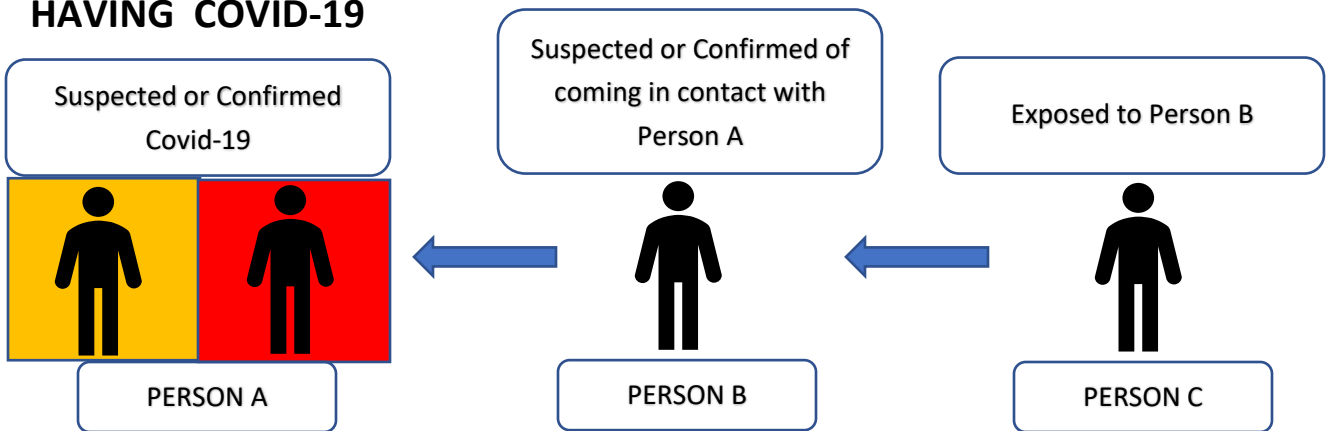 HAVING COVID-19
Suspected or Confirmed
Covid-19
Suspected or Confirmed of
coming in contact with
Person A
Exposed to Person B
PERSON A
PERSON B
PERSON C